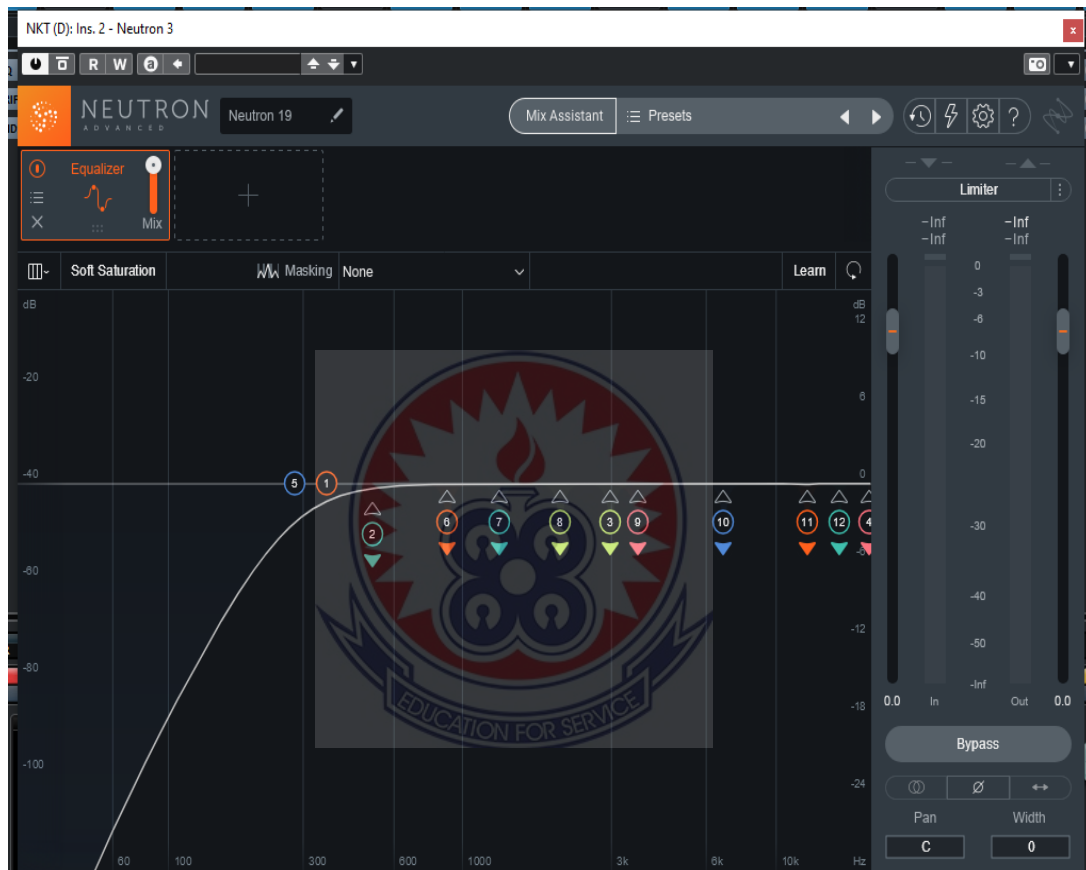 NKT (D): Ins. 2 - Neutron 3
x
R W a
NEUTRON
ADVANCED
Neutron 19
Mix Assistant
Presets
?
Equalizer
Mix
Limiter
-Inf -Inf
-Inf -Inf
Soft Saturation
Masking None
Learn
dB
-20
-40
-60
-80
-100
dB
12
6
0
-6
-12
-18
-24
5 1
2 6 7 8 3 9 10 11 12 4
EDUCATION FOR SERVICE
60 100 300 600 1000 3k 6k 10k Hz
0
-3
-6
-10
-15
-20
-30
-40
-50
-Inf
0.0 In Out 0.0
Bypass
Pan Width
C 0